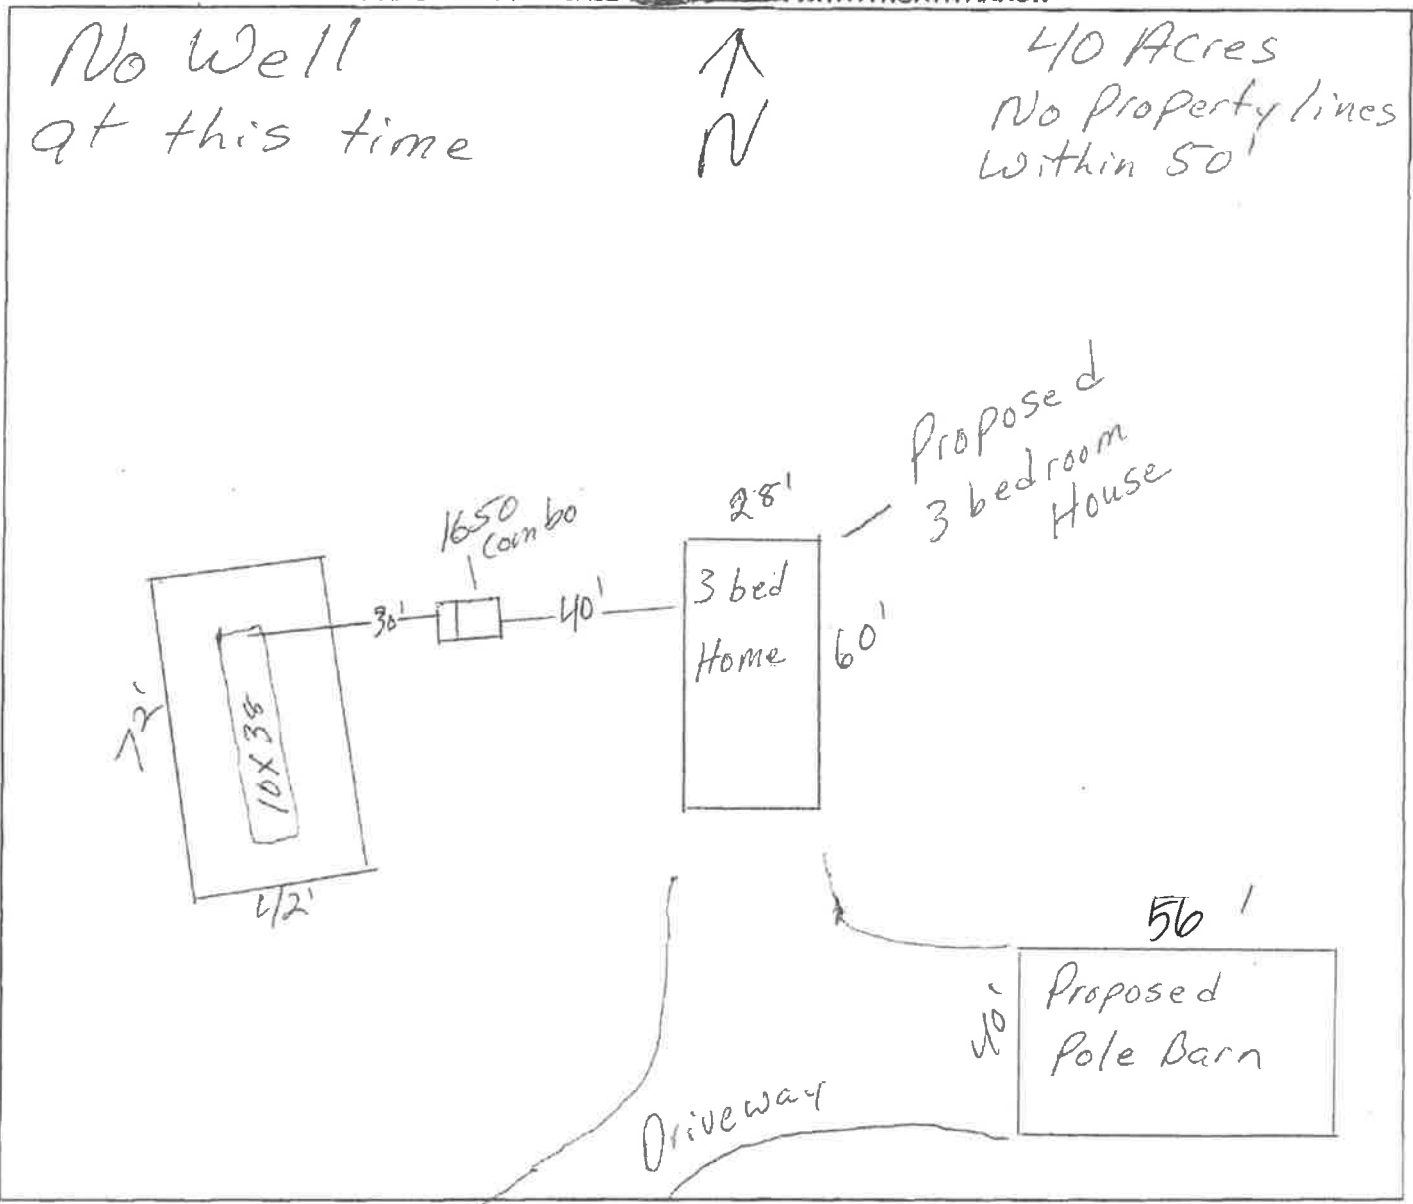 No Well
at this time
N
40 Acres
No Property lines
Within 50'
Proposed
3 bedroom
House
1650
Combo
28'
3 bed
Home
60'
30'
40'
72'
10X38
42'
56'
40'
Proposed
Pole Barn
Driveway